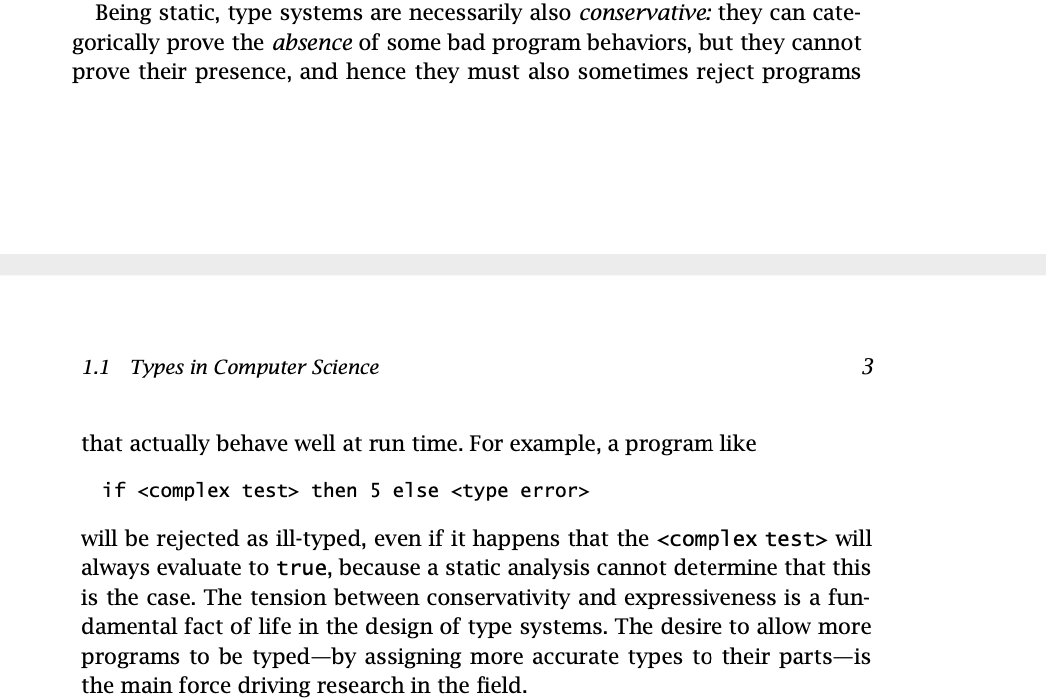 Being static, type systems are necessarily also conservative: they can cate-
gorically prove the absence of some bad program behaviors, but they cannot
prove their presence, and hence they must also sometimes reject programs
1.1 Types in Computer Science 3
that actually behave well at run time. For example, a program like
if <complex test> then 5 else <type error>
will be rejected as ill-typed, even if it happens that the <complex test> will
always evaluate to true, because a static analysis cannot determine that this
is the case. The tension between conservativity and expressiveness is a fun-
damental fact of life in the design of type systems. The desire to allow more
programs to be typed—by assigning more accurate types to their parts—is
the main force driving research in the field.